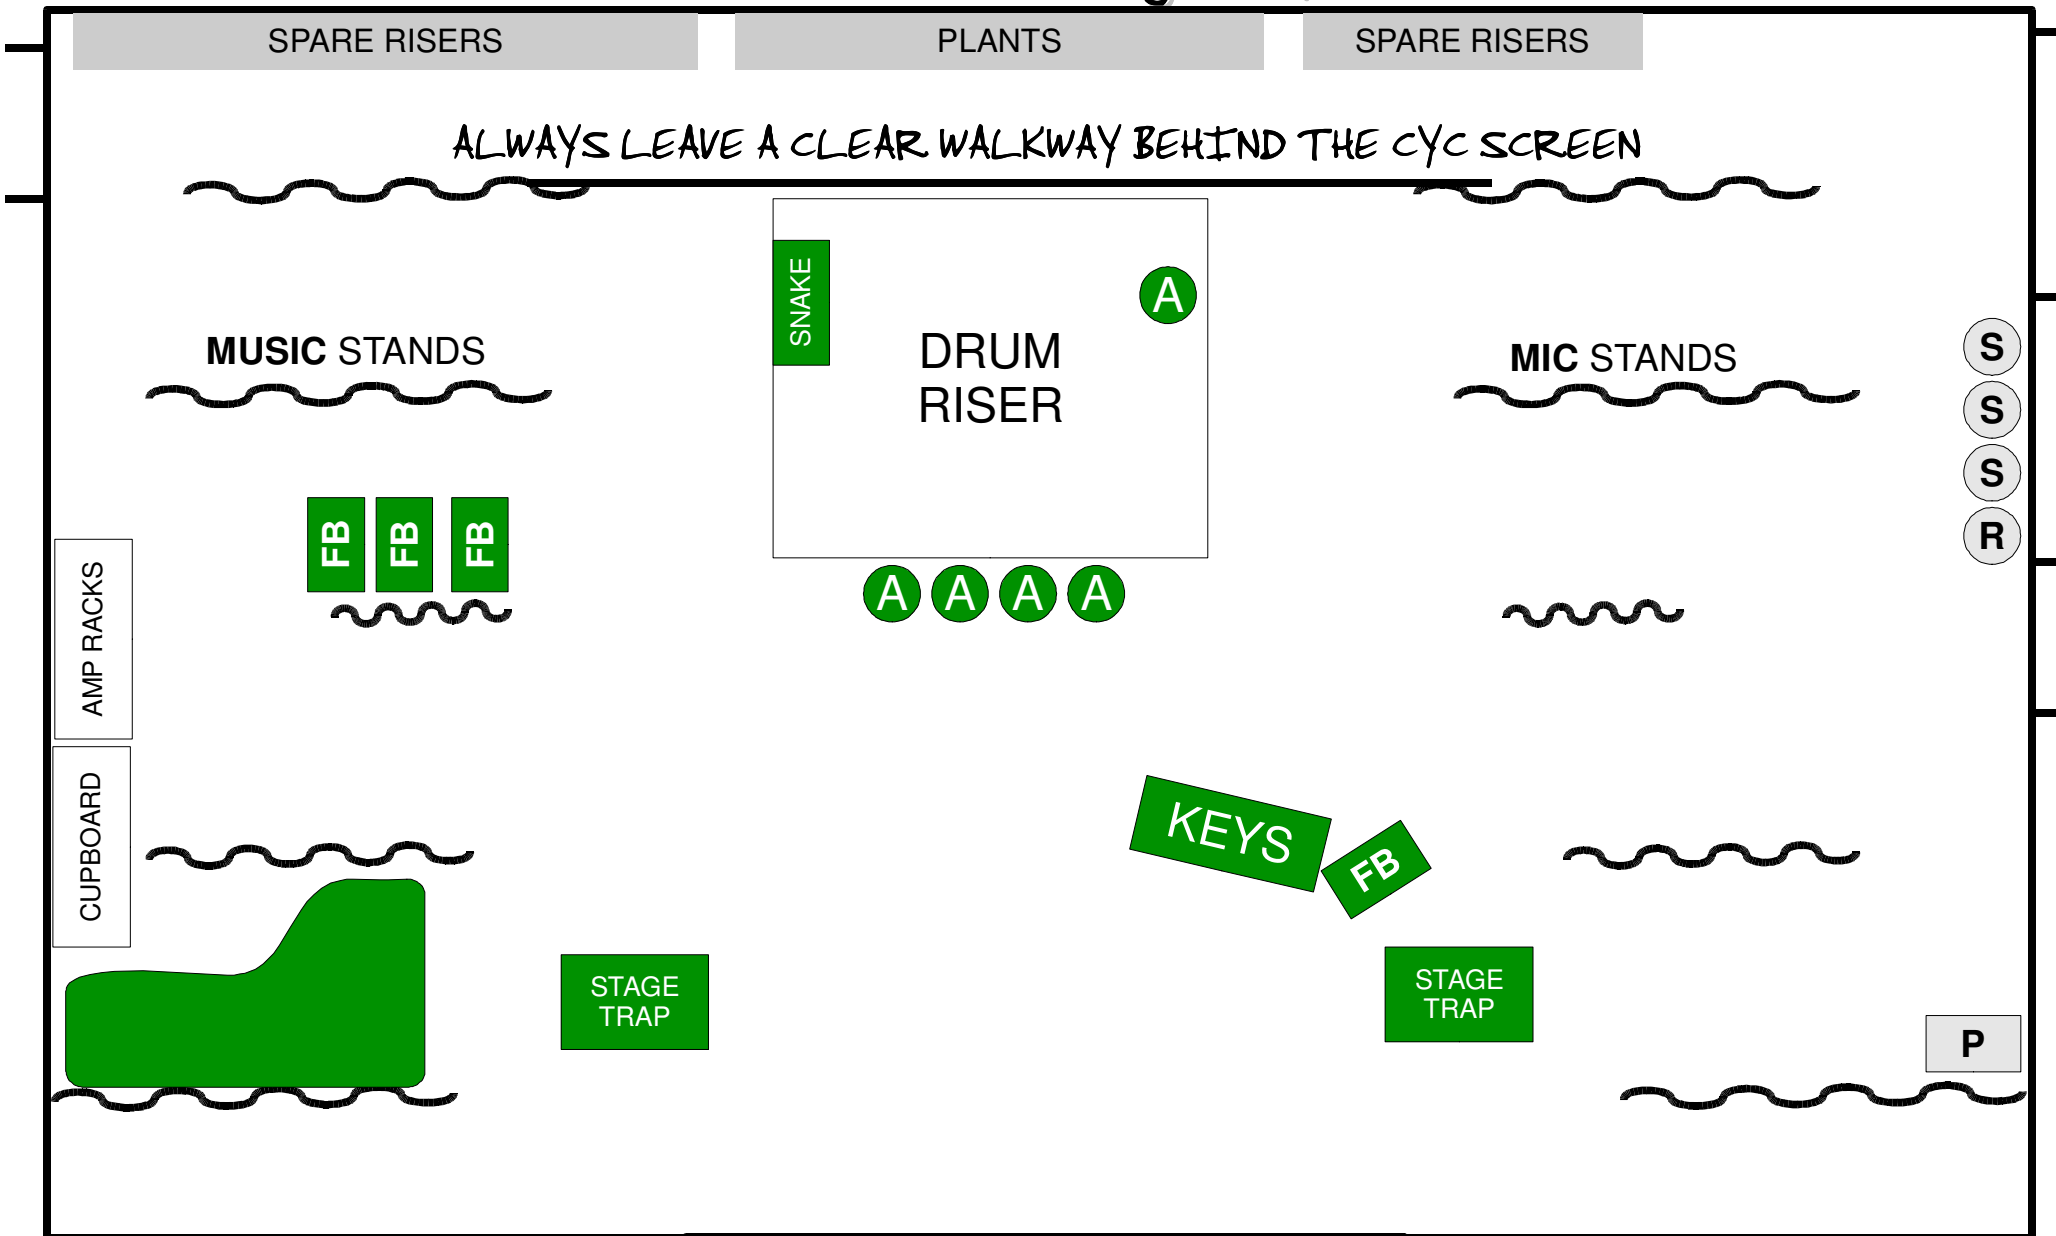 SPARE RISERS
PLANTS
SPARE RISERS
ALWAYS LEAVE A CLEAR WALKWAY BEHIND THE CYC SCREEN
SNAKE
A
DRUM
RISER
MUSIC STANDS
MIC STANDS
S
S
S
R
FB
FB
FB
A
A
A
A
AMP RACKS
CUPBOARD
KEYS
FB
STAGE
TRAP
STAGE
TRAP
P